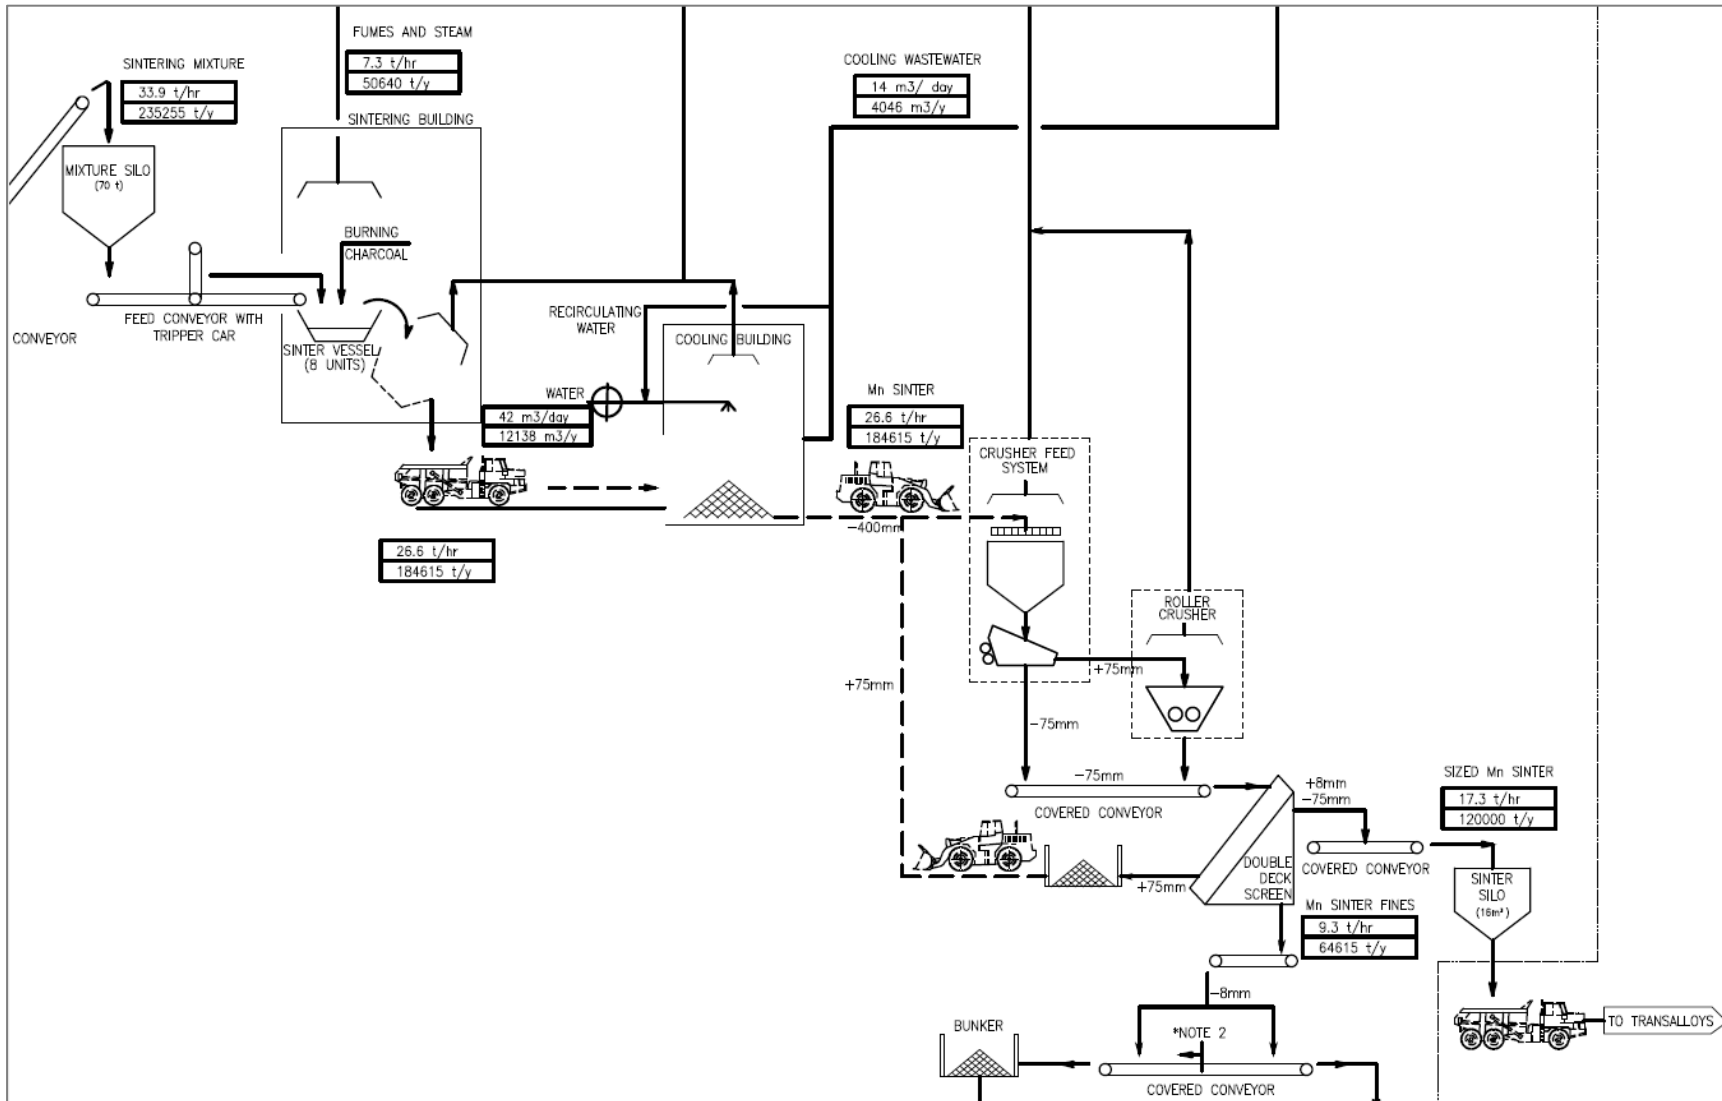 FUMES AND STEAM
7.3 t/hr
50640 t/y
SINTERING MIXTURE
33.9 t/hr
235255 t/y
COOLING WASTEWATER
14 m3/ day
4046 m3/y
SINTERING BUILDING
MIXTURE SILO
(70 t)
BURNING
CHARCOAL
FEED CONVEYOR WITH
TRIPPER CAR
CONVEYOR
SINTER VESSEL
(8 UNITS)
RECIRCULATING
WATER
COOLING BUILDING
WATER
42 m3/day
12138 m3/y
Mn SINTER
26.6 t/hr
184615 t/y
CRUSHER FEED
SYSTEM
-400mm
26.6 t/hr
184615 t/y
ROLLER
CRUSHER
+75mm
+75mm
-75mm
-75mm
COVERED CONVEYOR
+8mm
-75mm
SIZED Mn SINTER
17.3 t/hr
120000 t/y
COVERED CONVEYOR
DOUBLE
DECK
SCREEN
+75mm
SINTER
SILO
(16m³)
Mn SINTER FINES
9.3 t/hr
64615 t/y
-8mm
BUNKER
*NOTE 2
COVERED CONVEYOR
TO TRANSALLOYS